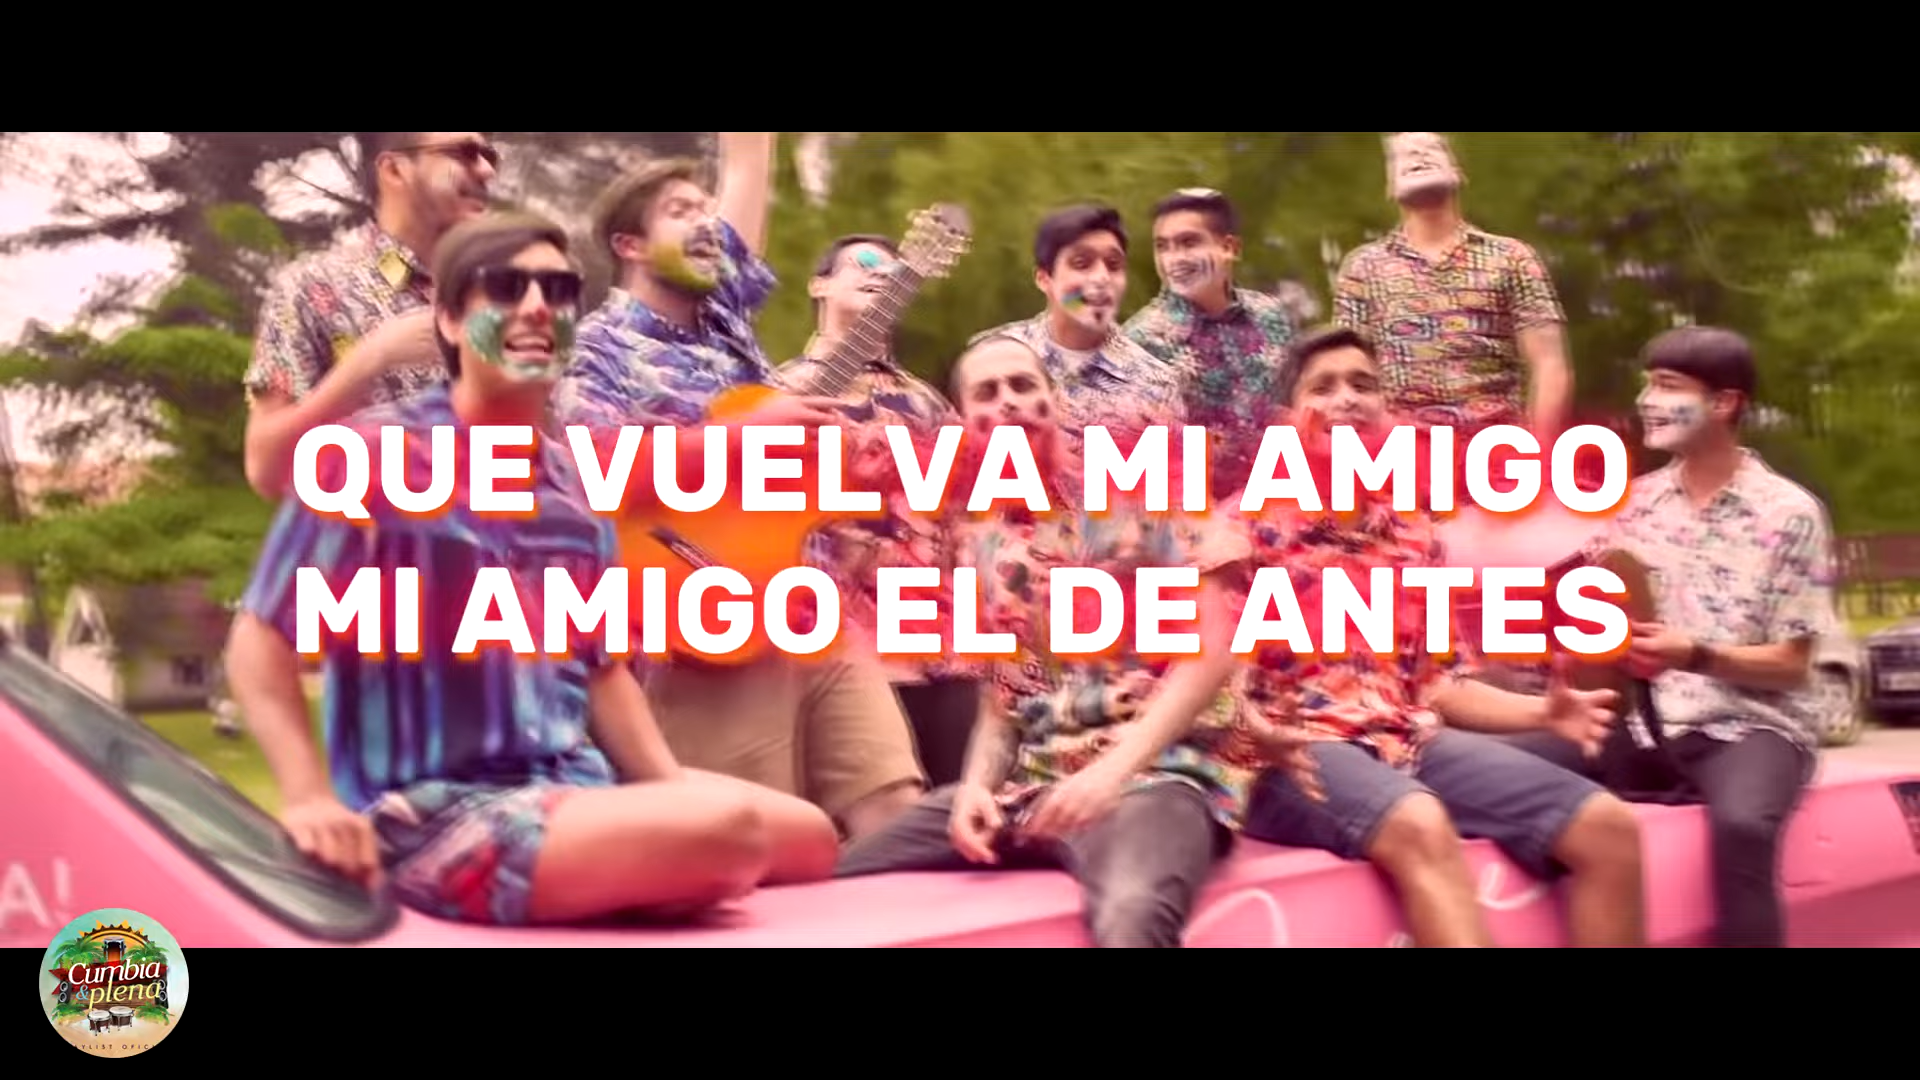 QUE VUELVA MI AMIGO
MI AMIGO EL DE ANTES
A!
Cumbia
&plena